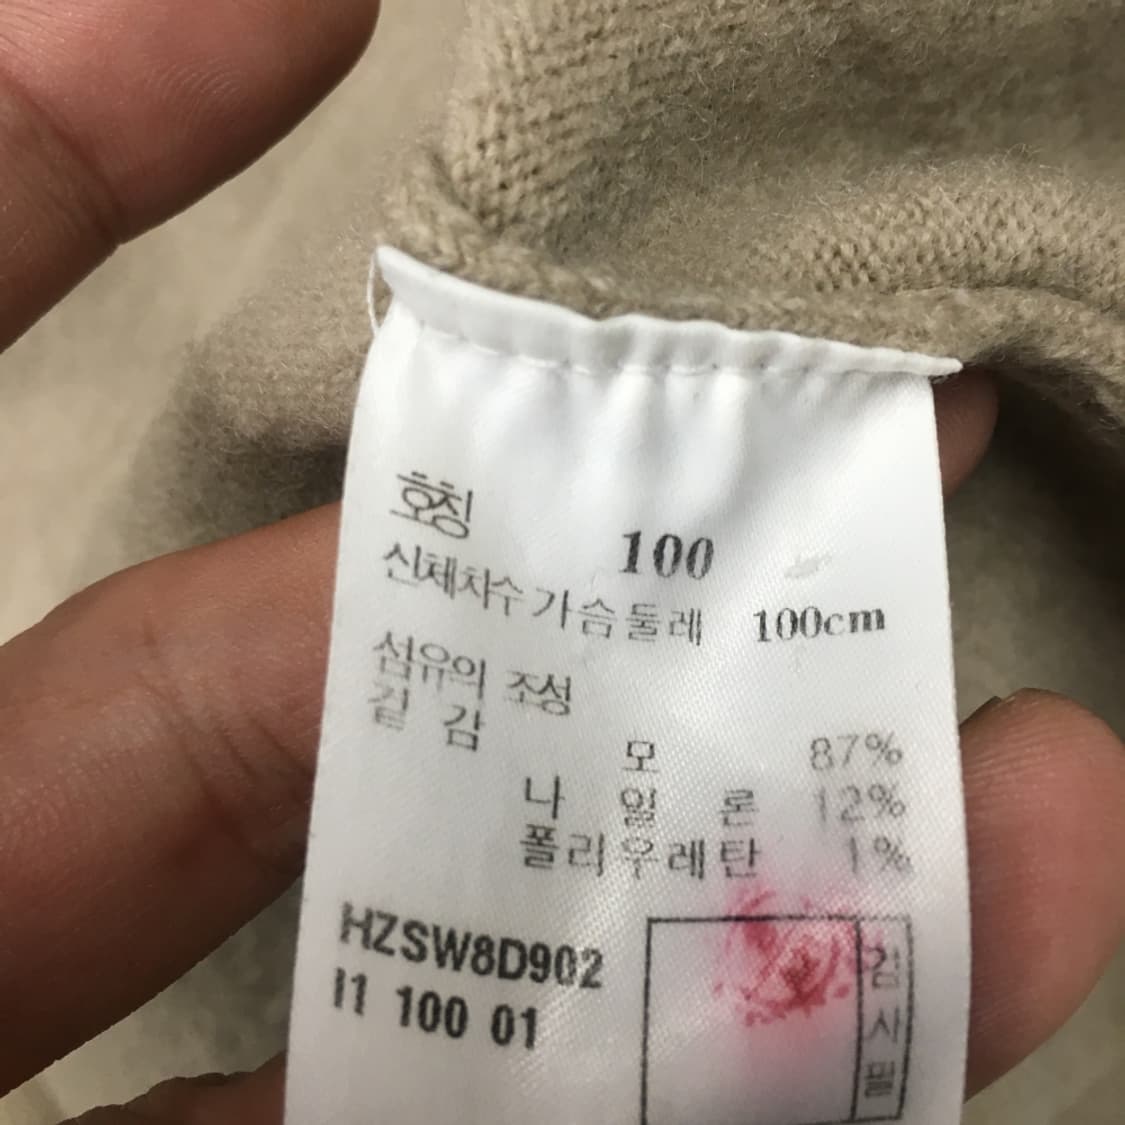 호칭 100
신체치수 가슴둘레 100cm
섬유의 조성
겉 감
모 87%
나 일 론 12%
폴리우레탄 1%
HZSW8D902
I1 100 01
검사필